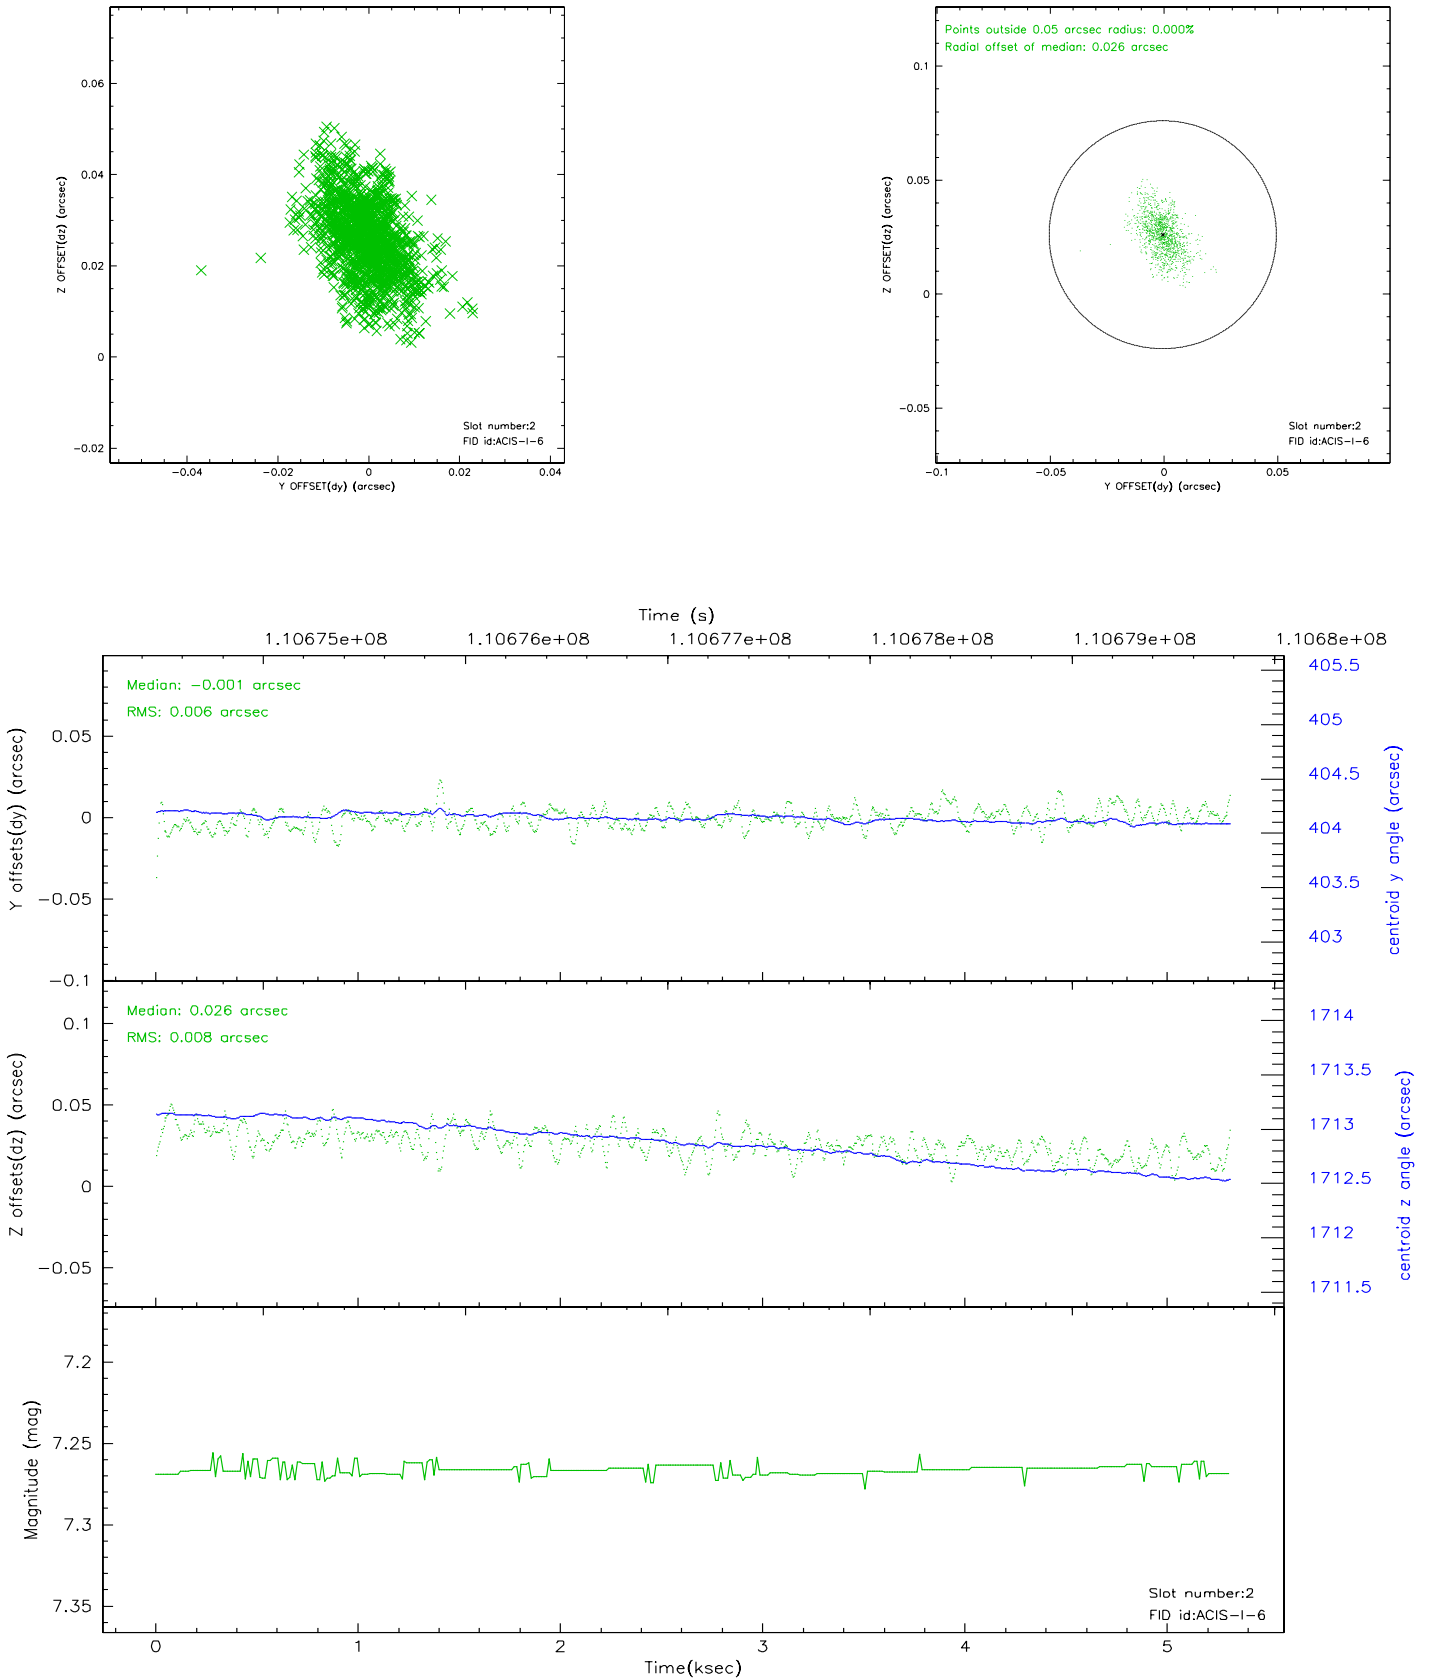 0.06
0.04
0.02
0
-0.02
-0.04
-0.02
0
0.02
0.04
Z OFFSET(dz) (arcsec)
Y OFFSET(dy) (arcsec)
Slot number:2
FID id:ACIS-I-6
Points outside 0.05 arcsec radius: 0.000%
Radial offset of median: 0.026 arcsec
0.1
0.05
0
-0.05
-0.1
-0.05
0
0.05
Z OFFSET(dz) (arcsec)
Y OFFSET(dy) (arcsec)
Slot number:2
FID id:ACIS-I-6
Time (s)
1.10675e+08
1.10676e+08
1.10677e+08
1.10678e+08
1.10679e+08
1.1068e+08
Median: -0.001 arcsec
RMS: 0.006 arcsec
0.05
0
-0.05
-0.1
Y offsets(dy) (arcsec)
405.5
405
404.5
404
403.5
403
centroid y angle (arcsec)
Median: 0.026 arcsec
RMS: 0.008 arcsec
0.1
0.05
0
-0.05
Z offsets(dz) (arcsec)
1714
1713.5
1713
1712.5
1712
1711.5
centroid z angle (arcsec)
7.2
7.25
7.3
7.35
Magnitude (mag)
Slot number:2
FID id:ACIS-I-6
0
1
2
3
4
5
Time(ksec)